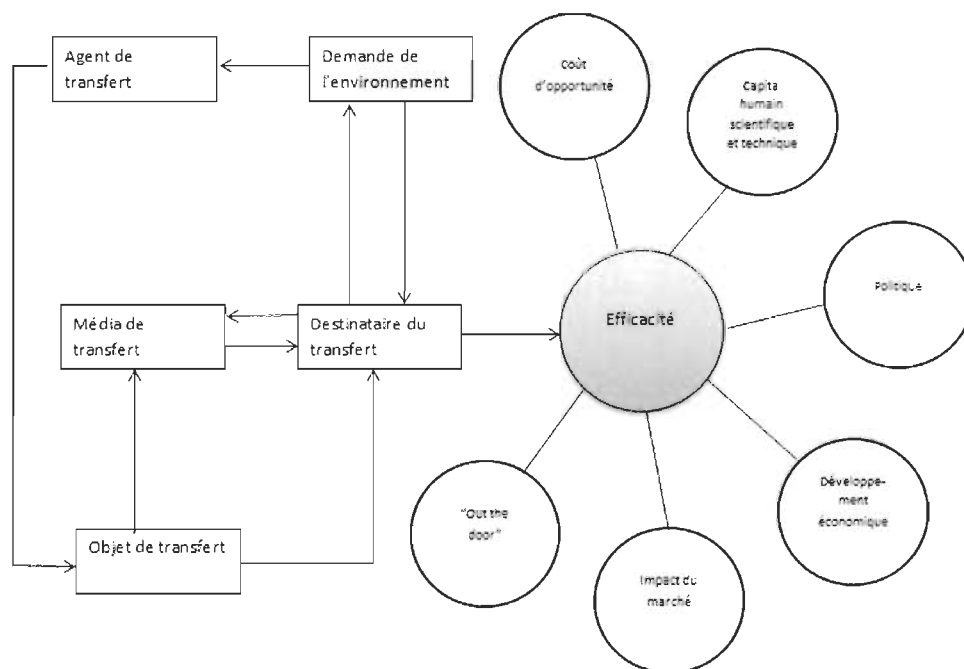 Agent de
transfert
Demande de
l'environnement
Coût
d'opportunité
Capita
humain
scientifique
et technique
Politique
Média de
transfert
Destinataire du
transfert
Efficacité
Développe-
ment
économique
"Out the
door"
Impact du
marché
Objet de transfert